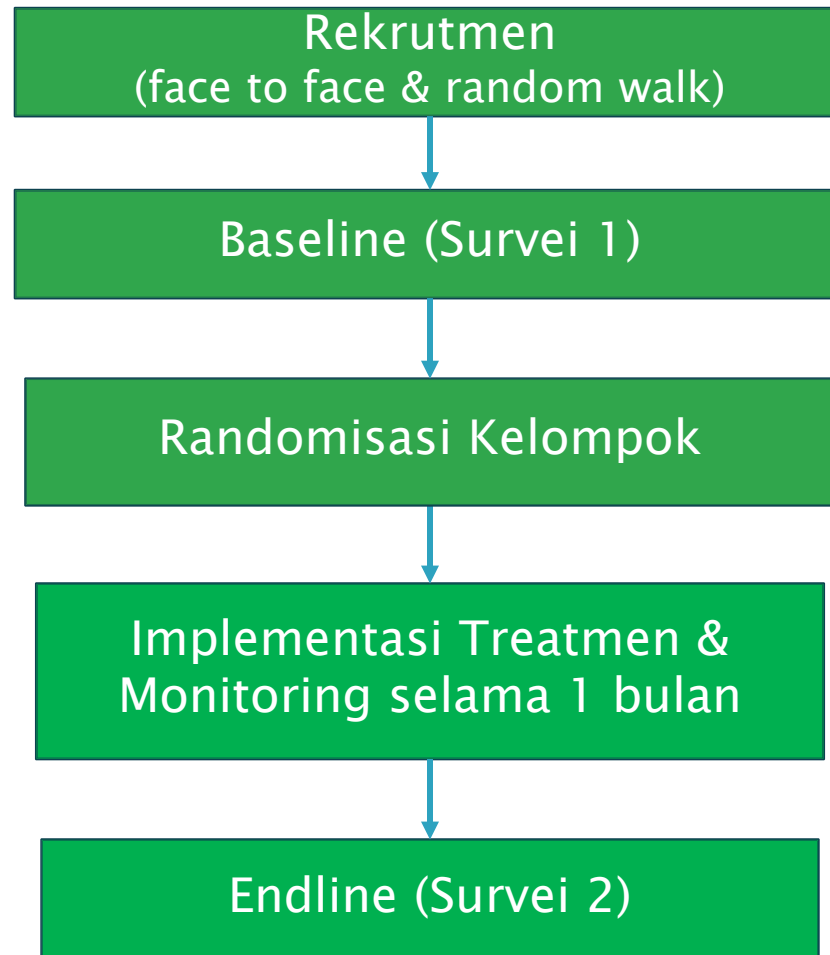 Rekrutmen
(face to face & random walk)
Baseline (Survei 1)
Randomisasi Kelompok
Implementasi Treatmen &
Monitoring selama 1 bulan
Endline (Survei 2)